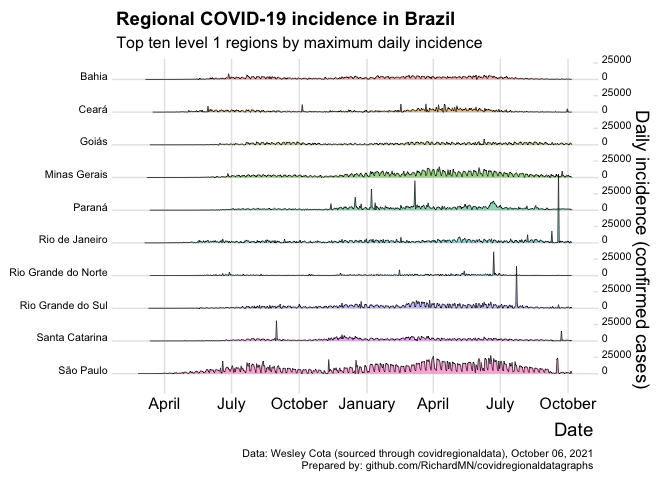 Regional COVID-19 incidence in Brazil
Top ten level 1 regions by maximum daily incidence
Bahia
25000
0
Ceará
25000
0
Goiás
25000
0
Minas Gerais
25000
0
Paraná
25000
0
Rio de Janeiro
25000
0
Rio Grande do Norte
25000
0
Rio Grande do Sul
25000
0
Santa Catarina
25000
0
São Paulo
25000
0
Daily incidence (confirmed cases)
April July October January April July October
Date
Data: Wesley Cota (sourced through covidregionaldata), October 06, 2021
Prepared by: github.com/RichardMN/covidregionaldatagraphs